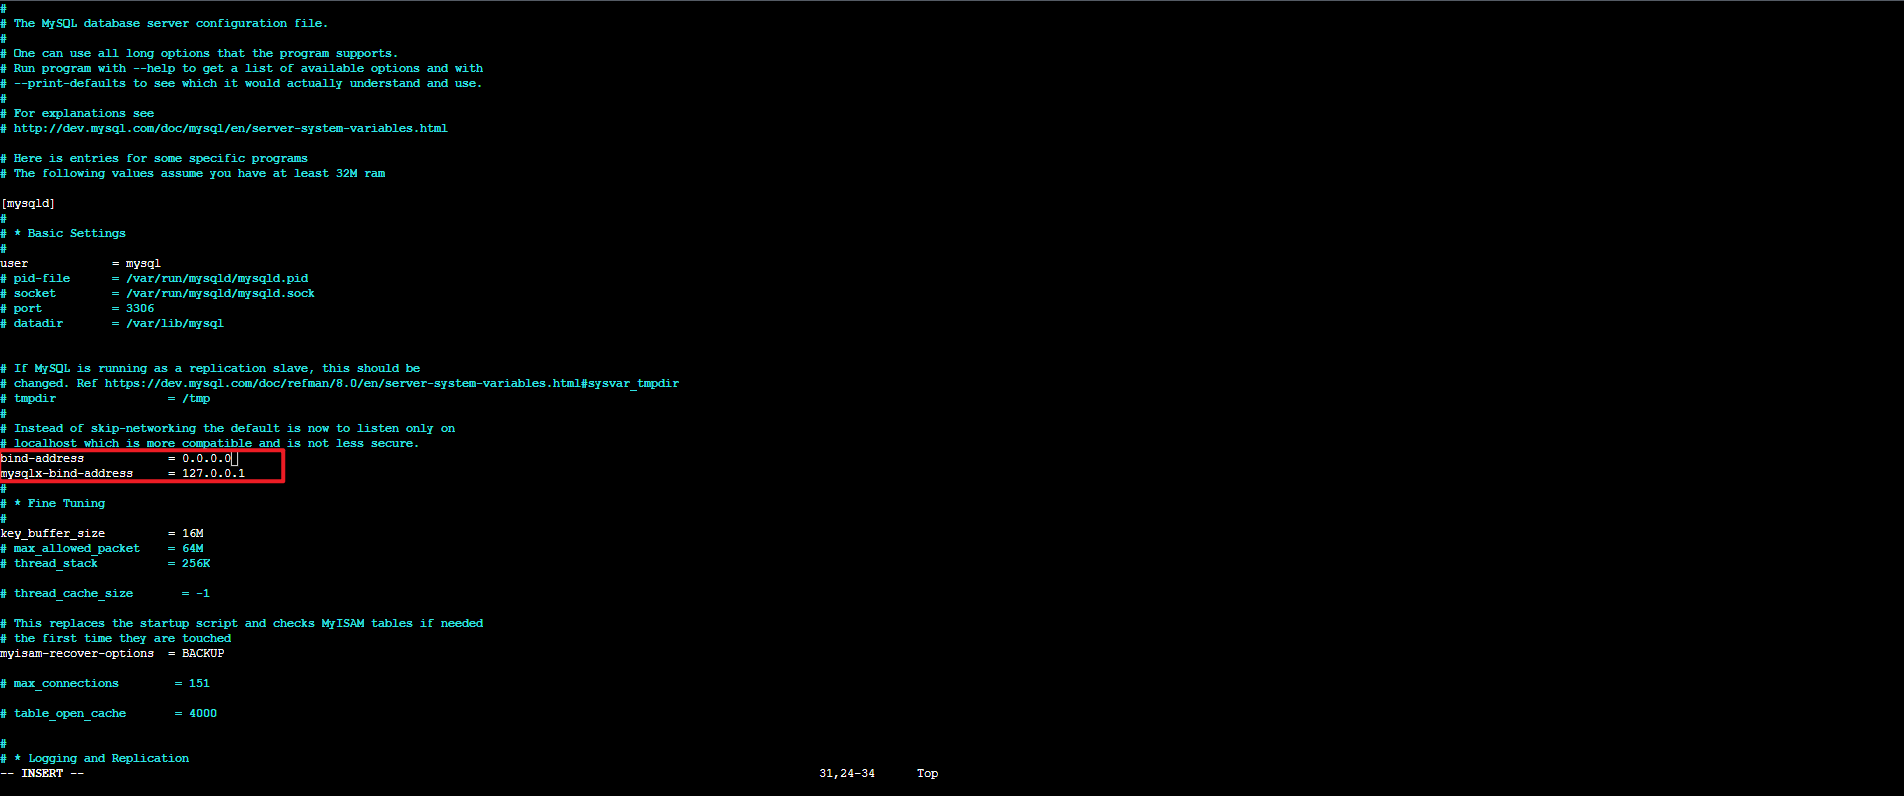 #
# The MySQL database server configuration file.
#
# One can use all long options that the program supports.
# Run program with --help to get a list of available options and with
# --print-defaults to see which it would actually understand and use.
#
# For explanations see
# http://dev.mysql.com/doc/mysql/en/server-system-variables.html
# Here is entries for some specific programs
# The following values assume you have at least 32M ram
[mysqld]
#
# * Basic Settings
#
user            = mysql
# pid-file      = /var/run/mysqld/mysqld.pid
# socket        = /var/run/mysqld/mysqld.sock
# port          = 3306
# datadir       = /var/lib/mysql
# If MySQL is running as a replication slave, this should be
# changed. Ref https://dev.mysql.com/doc/refman/8.0/en/server-system-variables.html#sysvar_tmpdir
# tmpdir                = /tmp
#
# Instead of skip-networking the default is now to listen only on
# localhost which is more compatible and is not less secure.
bind-address            = 0.0.0.0
mysqlx-bind-address     = 127.0.0.1
#
# * Fine Tuning
#
key_buffer_size         = 16M
# max_allowed_packet    = 64M
# thread_stack          = 256K
# thread_cache_size       = -1
# This replaces the startup script and checks MyISAM tables if needed
# the first time they are touched
myisam-recover-options  = BACKUP
# max_connections        = 151
# table_open_cache       = 4000
#
# * Logging and Replication
-- INSERT --                                                                                                         31,24-34      Top